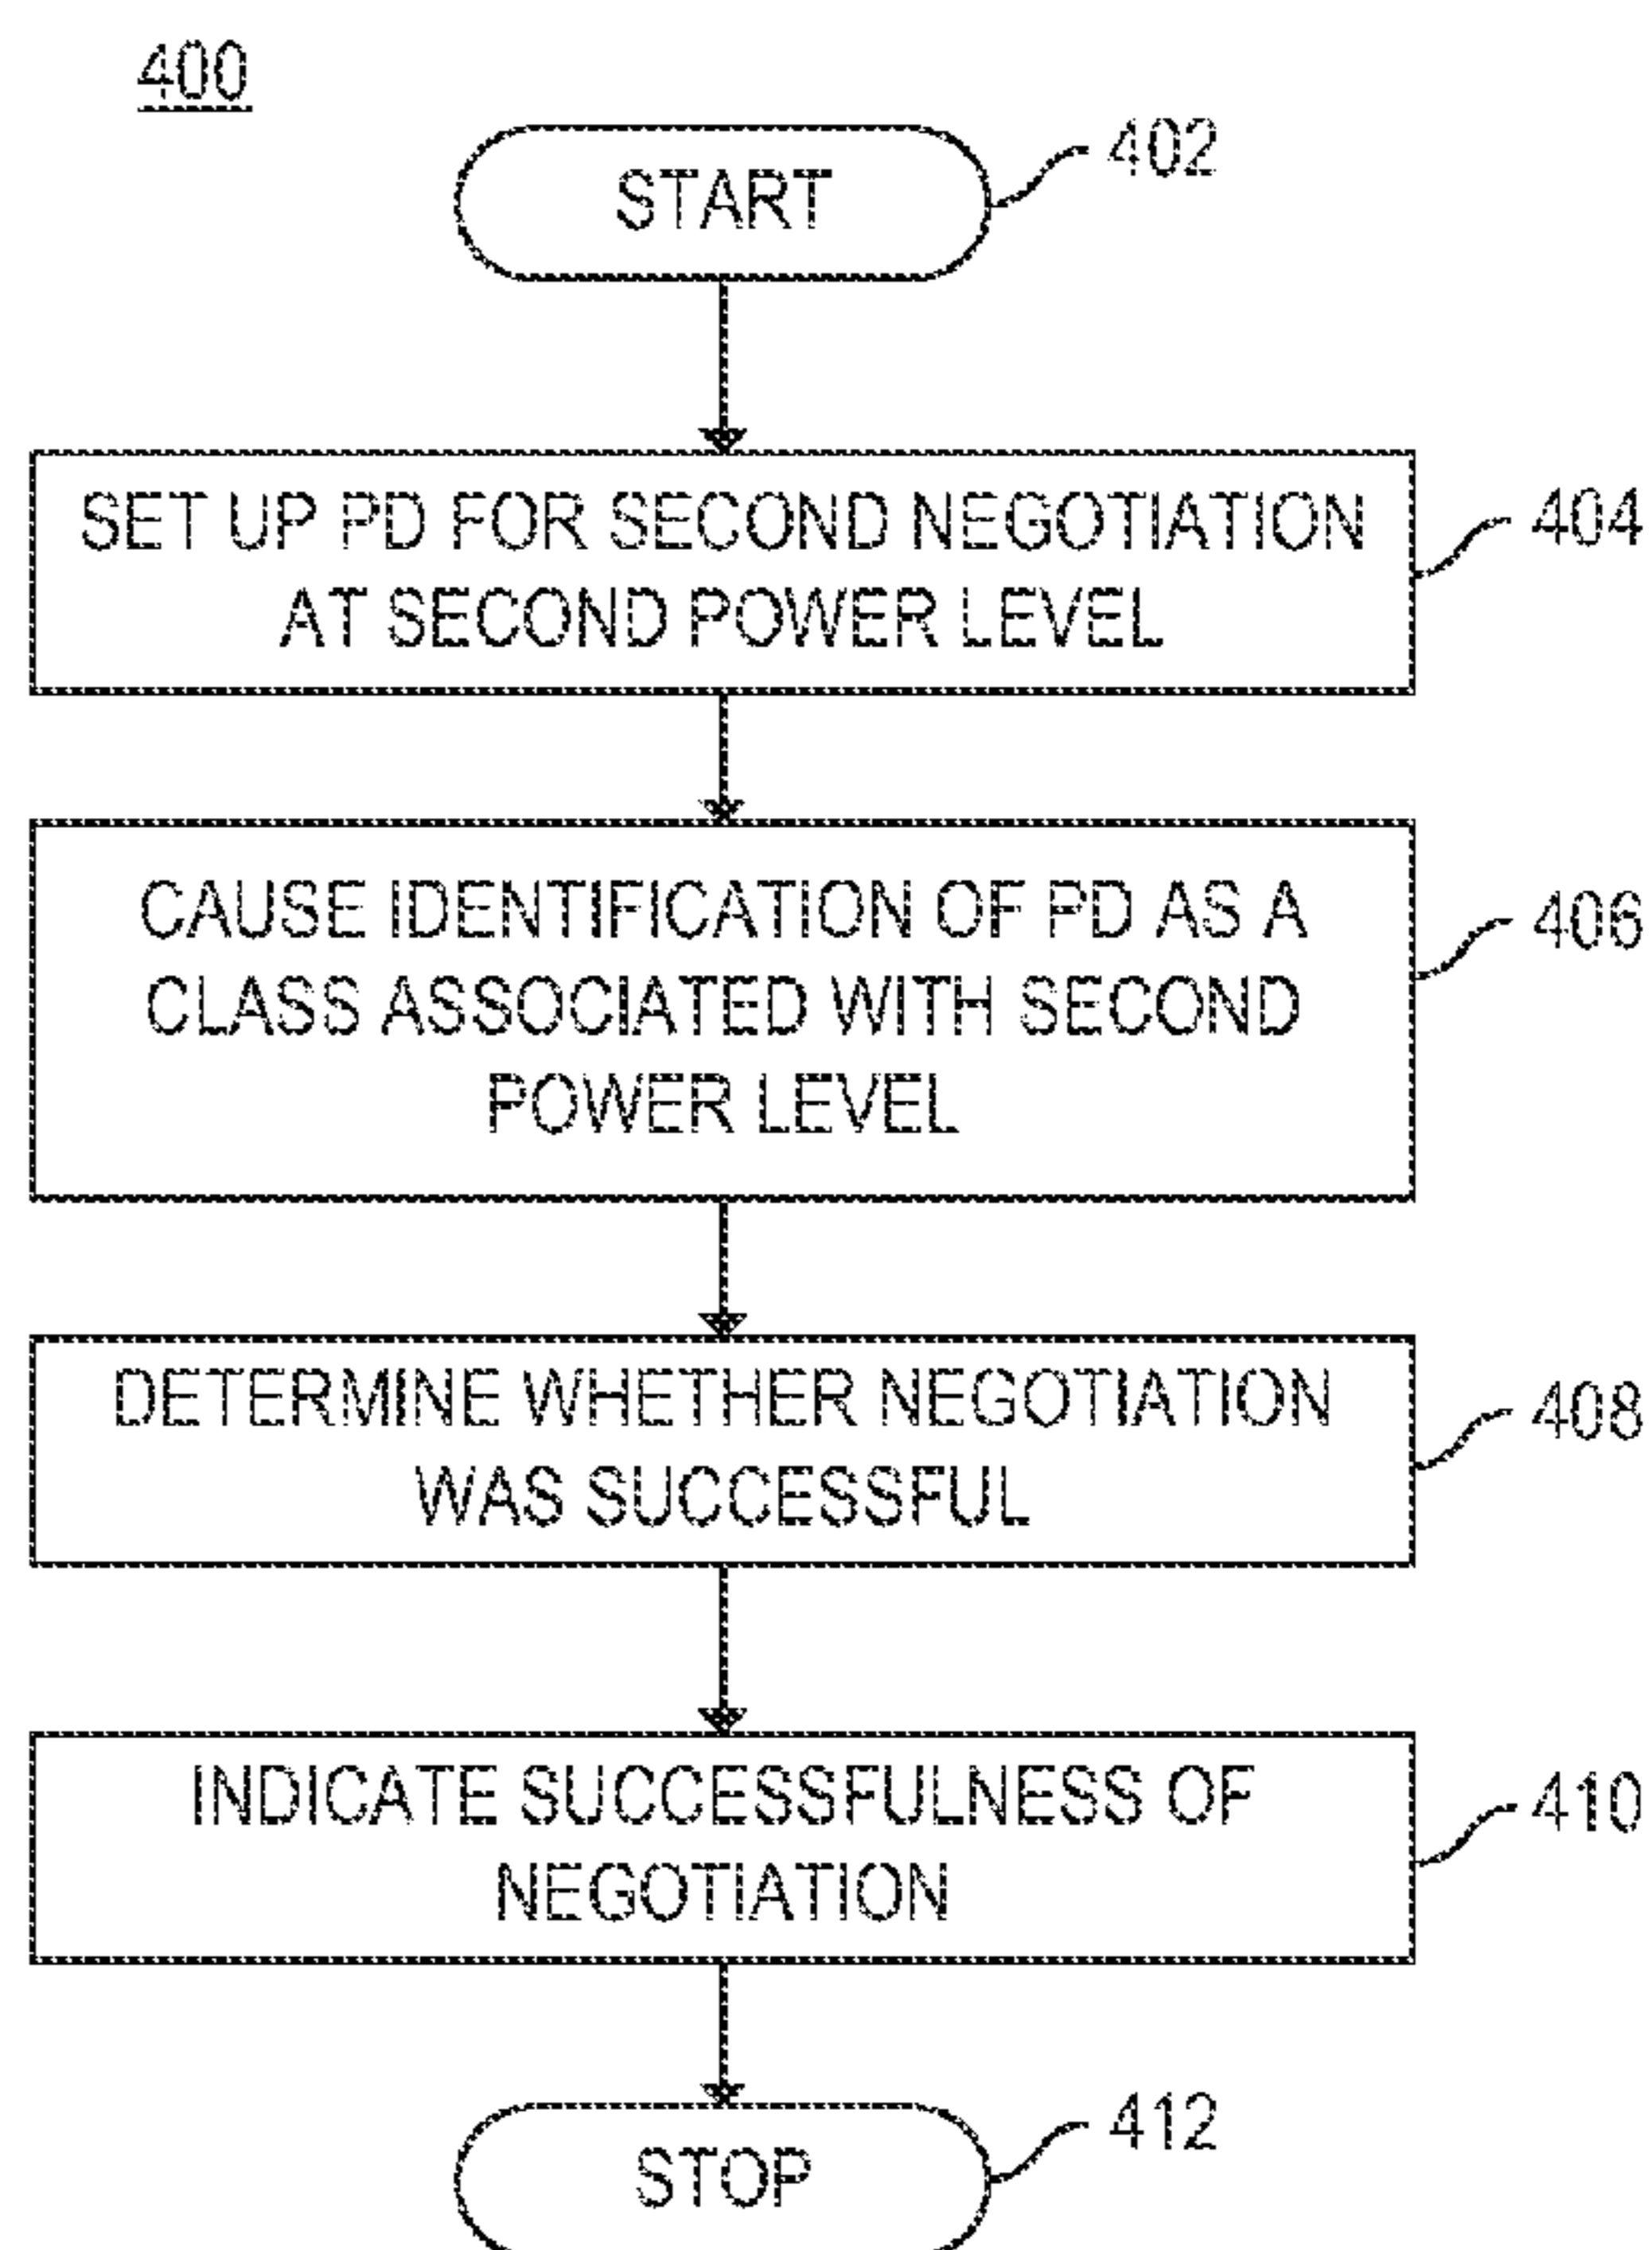 400
START
402
SET UP PD FOR SECOND NEGOTIATION
AT SECOND POWER LEVEL
404
CAUSE IDENTIFICATION OF PD AS A
CLASS ASSOCIATED WITH SECOND
POWER LEVEL
406
DETERMINE WHETHER NEGOTIATION
WAS SUCCESSFUL
408
INDICATE SUCCESSFULNESS OF
NEGOTIATION
410
STOP
412